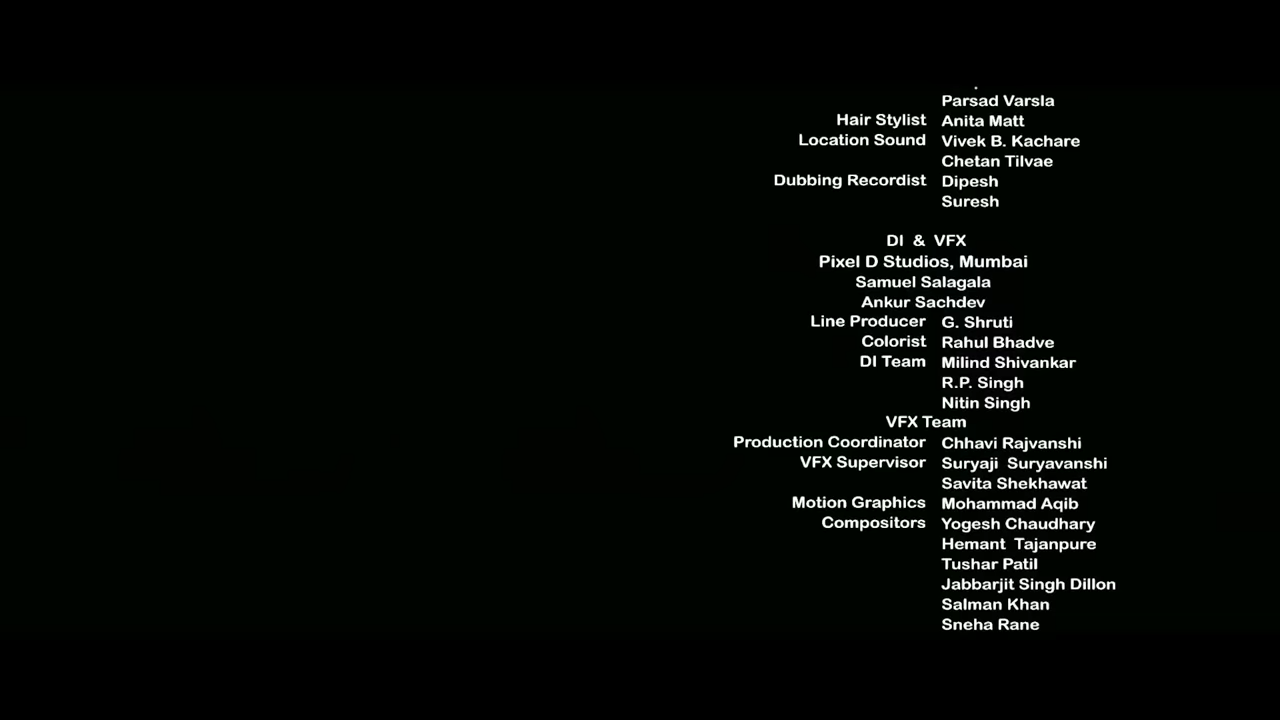 Parsad Varsla
Hair Stylist Anita Matt
Location Sound Vivek B. Kachare
Chetan Tilvae
Dubbing Recordist Dipesh
Suresh
DI & VFX
Pixel D Studios, Mumbai
Samuel Salagala
Ankur Sachdev
Line Producer G. Shruti
Colorist Rahul Bhadve
DI Team Milind Shivankar
R.P. Singh
Nitin Singh
VFX Team
Production Coordinator Chhavi Rajvanshi
VFX Supervisor Suryaji Suryavanshi
Savita Shekhawat
Motion Graphics Mohammad Aqib
Compositors Yogesh Chaudhary
Hemant Tajanpure
Tushar Patil
Jabbarjit Singh Dillon
Salman Khan
Sneha Rane